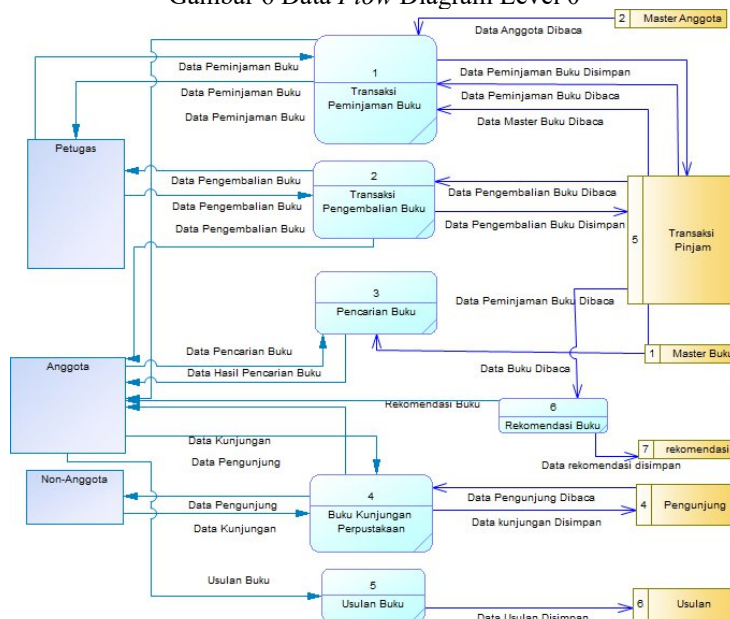 Gambar 6 Data Flow Diagram Level 0
2 Master Anggota
Data Anggota Dibaca
1
Transaksi
Peminjaman Buku
Data Peminjaman Buku
Data Peminjaman Buku
Data Peminjaman Buku
Data Peminjaman Buku Disimpan
Data Peminjaman Buku Dibaca
Data Master Buku Dibaca
Petugas
2
Transaksi
Pengembalian Buku
Data Pengembalian Buku
Data Pengembalian Buku
Data Pengembalian Buku
Data Pengembalian Buku Dibaca
Data Pengembalian Buku Disimpan
5
Transaksi
Pinjam
3
Pencarian Buku
Data Peminjaman Buku Dibaca
Data Pencarian Buku
Data Hasil Pencarian Buku
1 Master Buku
Data Buku Dibaca
Anggota
Rekomendasi Buku
6
Rekomendasi Buku
Data Kunjungan
Data Pengunjung
7 rekomendasi
Data rekomendasi disimpan
Non-Anggota
4
Buku Kunjungan
Perpustakaan
Data Pengunjung
Data Kunjungan
Data Pengunjung Dibaca
Data kunjungan Disimpan
4 Pengunjung
Usulan Buku
5
Usulan Buku
Data Usulan Disimpan
6 Usulan